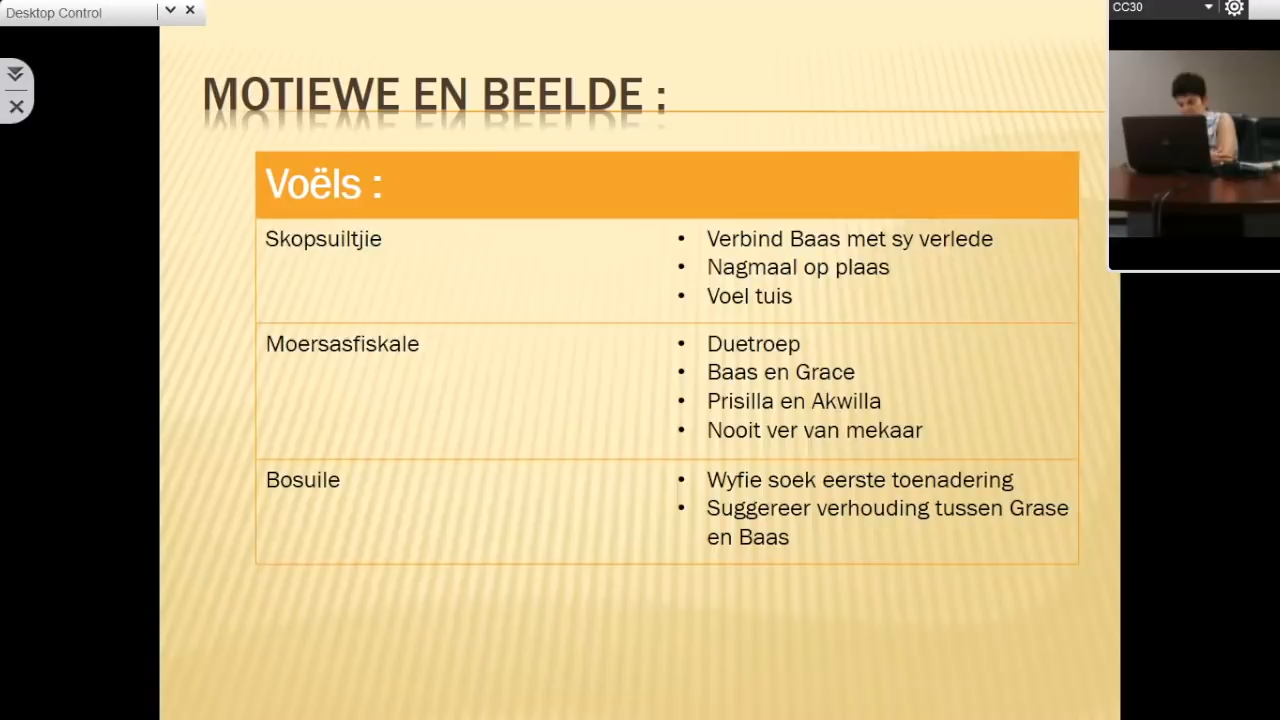 Desktop Control
CC30
MOTIEWE EN BEELDE :
Voëls :
Skopsuiltjie
• Verbind Baas met sy verlede
• Nagmaal op plaas
• Voel tuis
Moersasfiskale
• Duetroep
• Baas en Grace
• Prisilla en Akwilla
• Nooit ver van mekaar
Bosuile
• Wyfie soek eerste toenadering
• Suggereer verhouding tussen Grase
en Baas